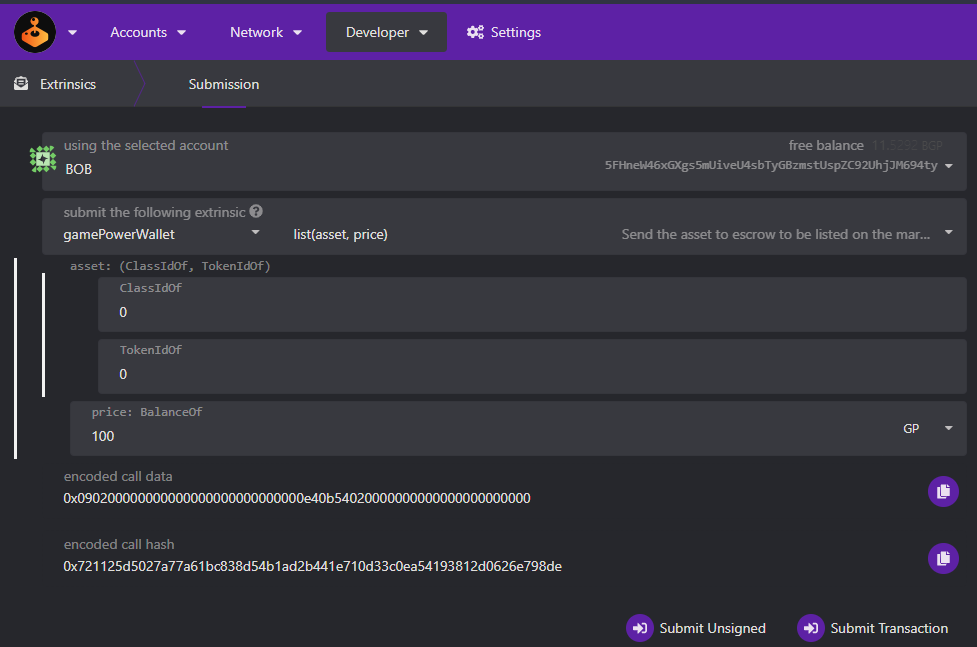 Accounts Network Developer Settings
Extrinsics Submission
using the selected account free balance 11.5292 BGP
BOB 5FHneW46xGXgs5mUiveU4sbTyGBzmstUspZC92UhjJM694ty
submit the following extrinsic ?
gamePowerWallet list(asset, price) Send the asset to escrow to be listed on the mar...
asset: (ClassIdOf, TokenIdOf)
ClassIdOf
0
TokenIdOf
0
price: BalanceOf
100 GP
encoded call data
encoded call hash
0x721125d5027a77a61bc838d54b1ad2b441e710d33c0ea54193812d0626e798de
Submit Unsigned Submit Transaction